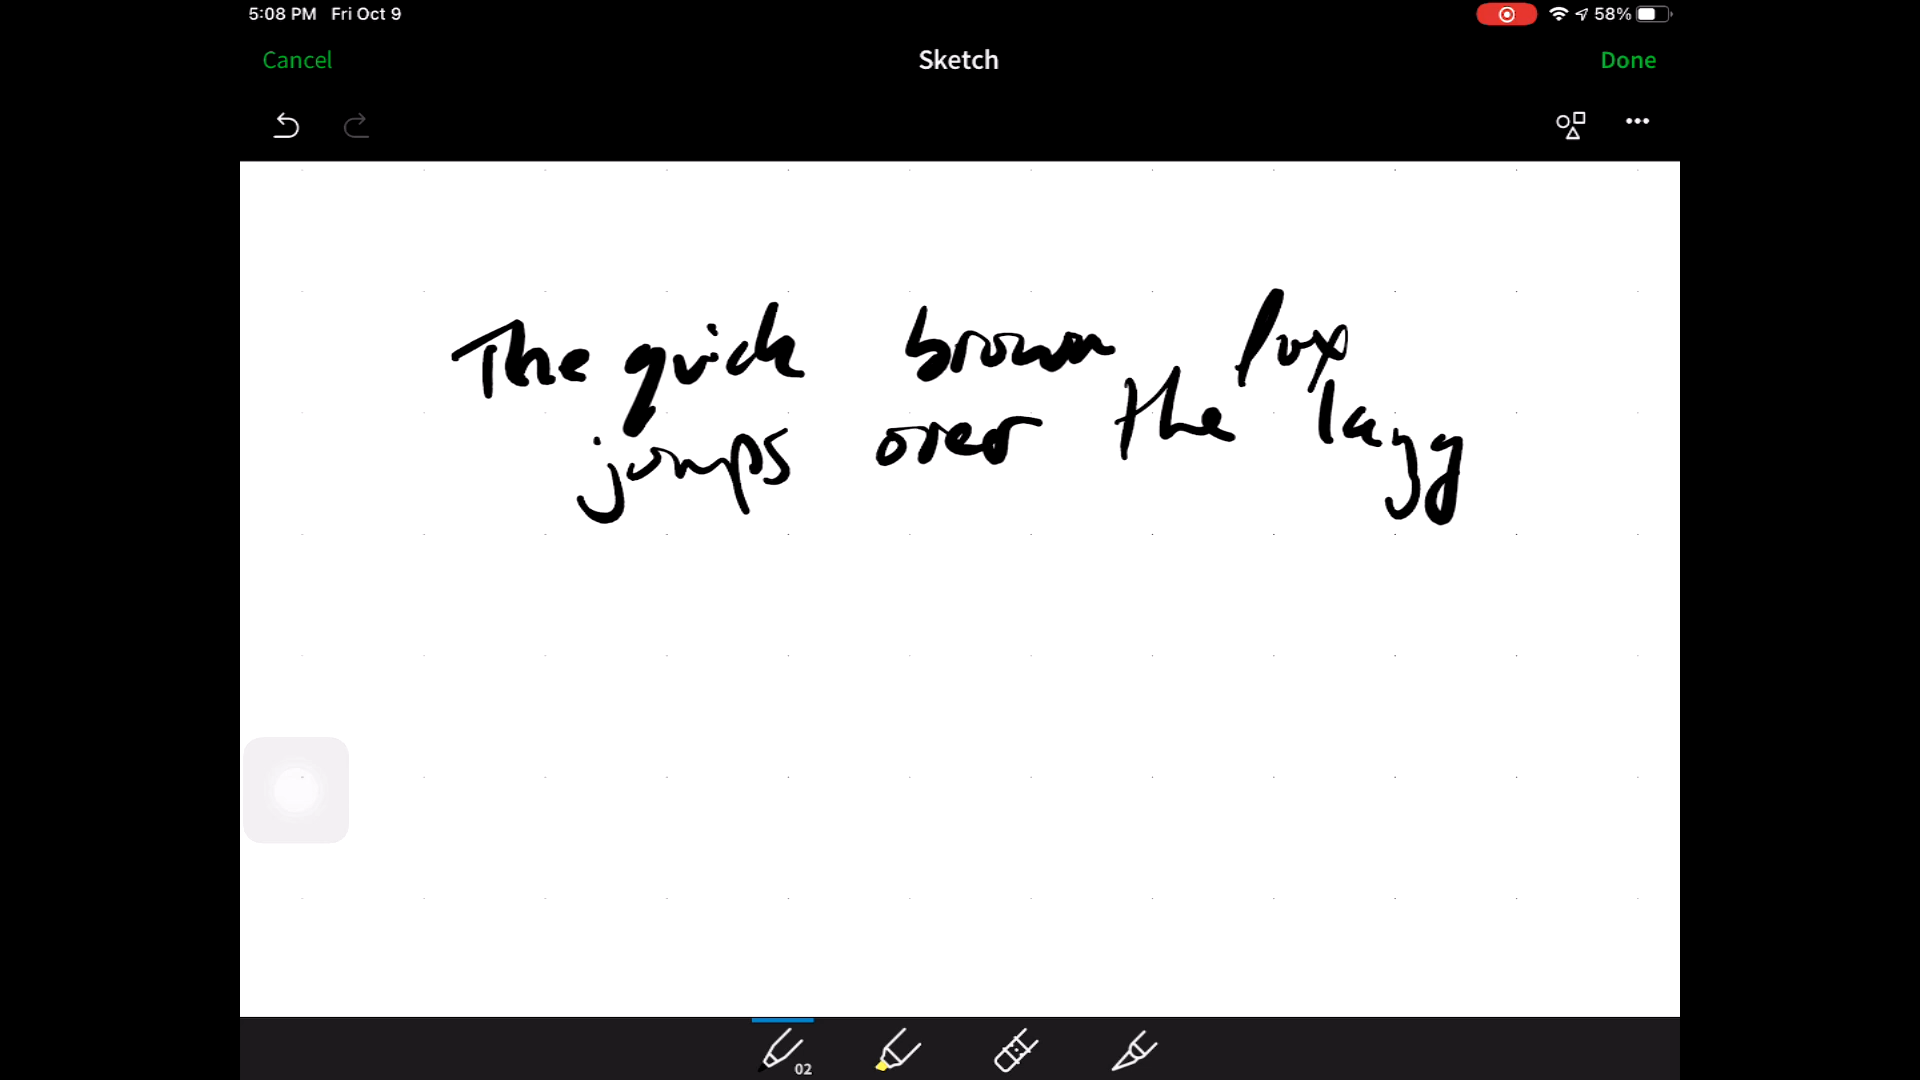 5:08 PM Fri Oct 9 58%
Cancel Sketch Done
The quick brown fox
jumps over the lazy
02